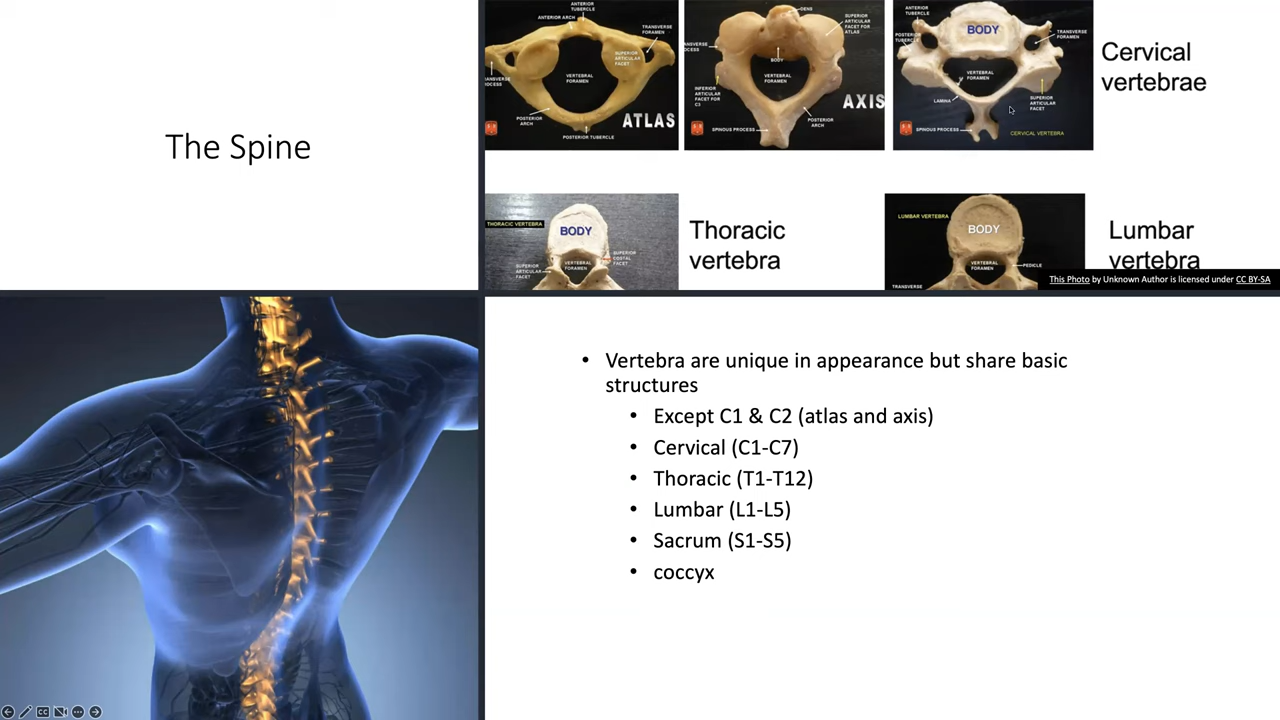 The Spine
ANTERIOR TUBERCLE
ANTERIOR ARCH
TRANSVERSE FORAMEN
SUPERIOR ARTICULAR FACET
VERTEBRAL FORAMEN
POSTERIOR ARCH
POSTERIOR TUBERCLE
ATLAS
DENS
SUPERIOR ARTICULAR FACET FOR ATLAS
BODY
VERTEBRAL FORAMEN
INFERIOR ARTICULAR FACET FOR C3
AXIS
SPINOUS PROCESS
POSTERIOR ARCH
ANTERIOR TUBERCLE
BODY
TRANSVERSE FORAMEN
POSTERIOR TUBERCLE
VERTEBRAL FORAMEN
LAMINA
SUPERIOR ARTICULAR FACET
SPINOUS PROCESS
CERVICAL VERTEBRA
Cervical
vertebrae
THORACIC VERTEBRA
BODY
SUPERIOR COSTAL FACET
VERTEBRAL FORAMEN
SUPERIOR ARTICULAR FACET
Thoracic
vertebra
LUMBAR VERTEBRA
BODY
VERTEBRAL FORAMEN
PEDICLE
TRANSVERSE
Lumbar
vertebra
This Photo by Unknown Author is licensed under CC BY-SA
• Vertebra are unique in appearance but share basic
structures
• Except C1 & C2 (atlas and axis)
• Cervical (C1-C7)
• Thoracic (T1-T12)
• Lumbar (L1-L5)
• Sacrum (S1-S5)
• coccyx